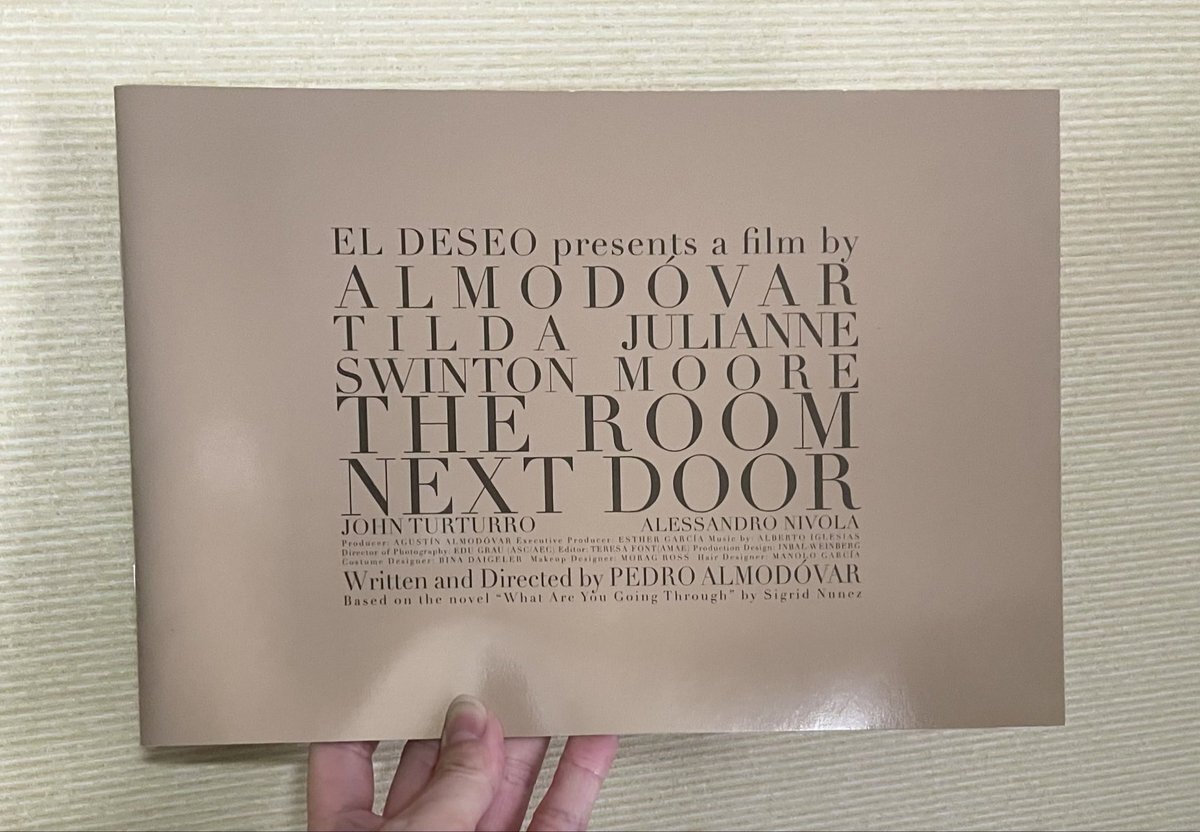 EL DESEO presents a film by
ALMODÓVAR
TILDA JULIANNE
SWINTON MOORE
THE ROOM
NEXT DOOR
JOHN TURTURRO ALESSANDRO NIVOLA
Producer: AGUSTÍN ALMODÓVAR Executive Producer: ESTHER GARCÍA Music by: ALBERTO IGLESIAS
Director of Photography: EDU GRAU (ASC)(AEC) Editor: TERESA FONT (AMAE) Production Design: INBAL WEINBERG
Costume Designer: BINA DAIGELER Makeup Designer: MORAG ROSS Hair Designer: MANOLO GARCÍA
Written and Directed by PEDRO ALMODÓVAR
Based on the novel “What Are You Going Through” by Sigrid Nunez